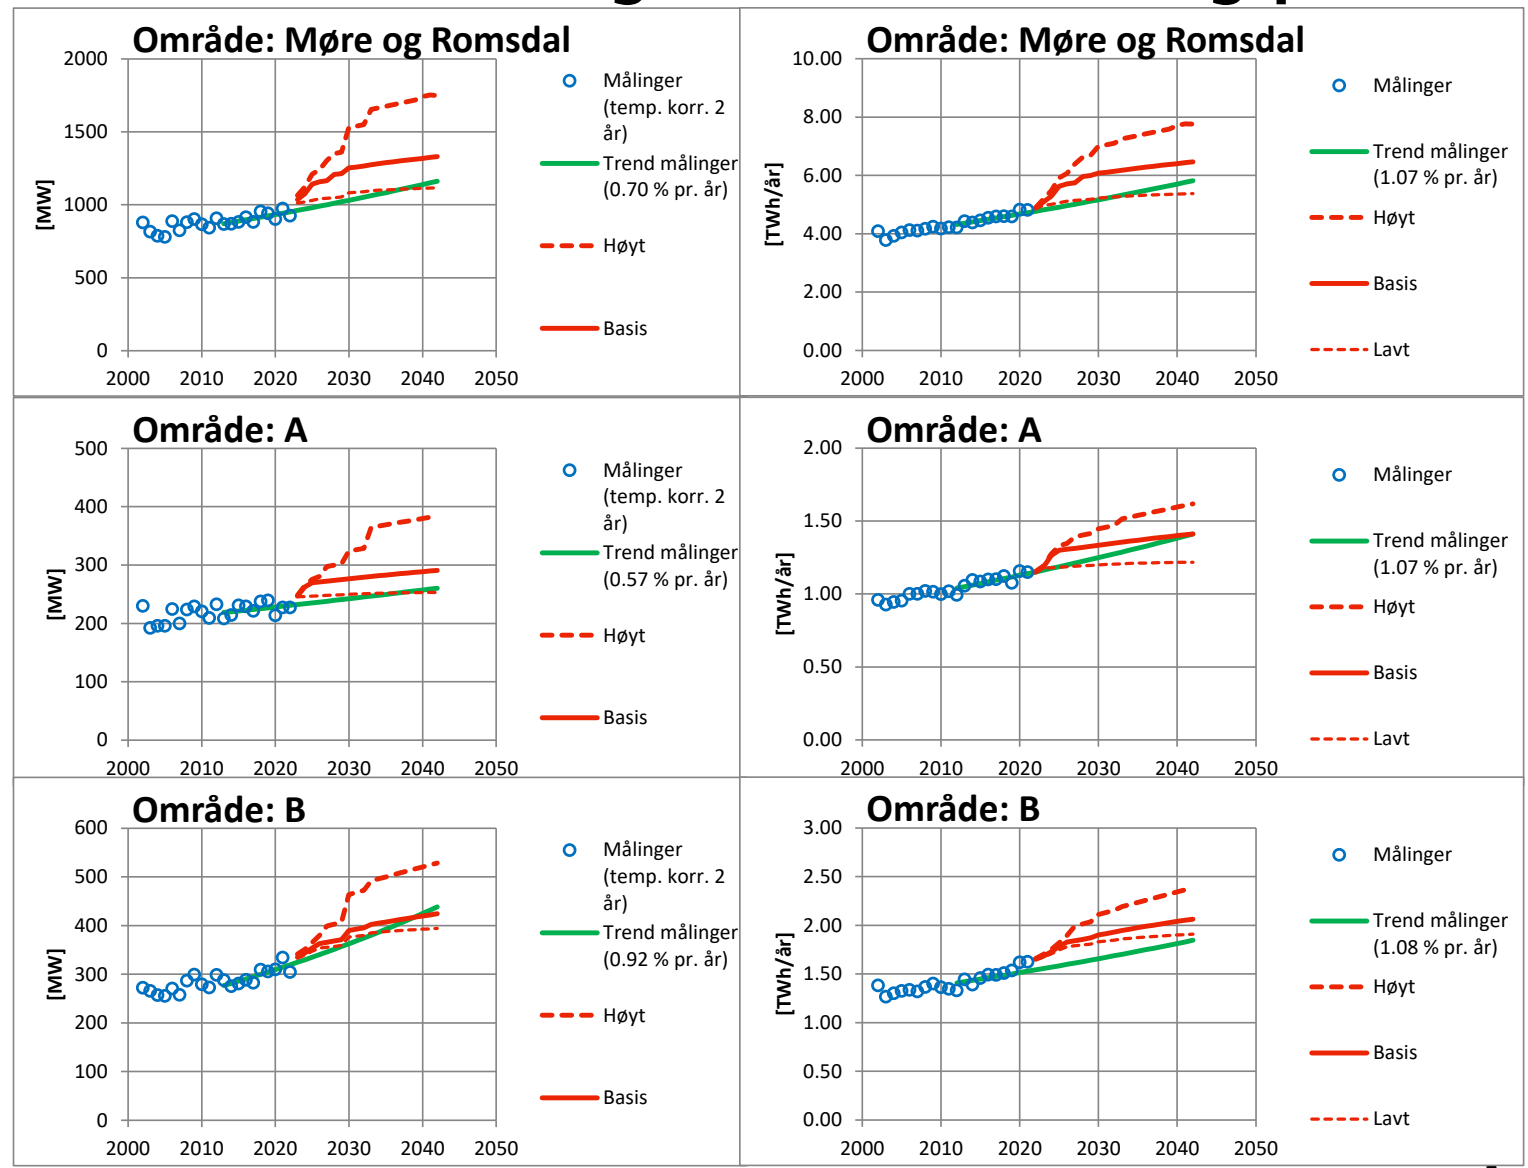 Område: Møre og Romsdal
2000
1500
1000
500
0
[MW]
2000 2010 2020 2030 2040 2050
Målinger
(temp. korr. 2
år)
Trend målinger
(0.70 % pr. år)
Høyt
Basis
Område: Møre og Romsdal
10.00
8.00
6.00
4.00
2.00
0.00
[TWh/år]
2000 2010 2020 2030 2040 2050
Målinger
Trend målinger
(1.07 % pr. år)
Høyt
Basis
Lavt
Område: A
500
400
300
200
100
0
[MW]
2000 2010 2020 2030 2040 2050
Målinger
(temp. korr. 2
år)
Trend målinger
(0.57 % pr. år)
Høyt
Basis
Område: A
2.00
1.50
1.00
0.50
0.00
[TWh/år]
2000 2010 2020 2030 2040 2050
Målinger
Trend målinger
(1.07 % pr. år)
Høyt
Basis
Lavt
Område: B
600
500
400
300
200
100
0
[MW]
2000 2010 2020 2030 2040 2050
Målinger
(temp. korr. 2
år)
Trend målinger
(0.92 % pr. år)
Høyt
Basis
Område: B
3.00
2.50
2.00
1.50
1.00
0.50
0.00
[TWh/år]
2000 2010 2020 2030 2040 2050
Målinger
Trend målinger
(1.08 % pr. år)
Høyt
Basis
Lavt